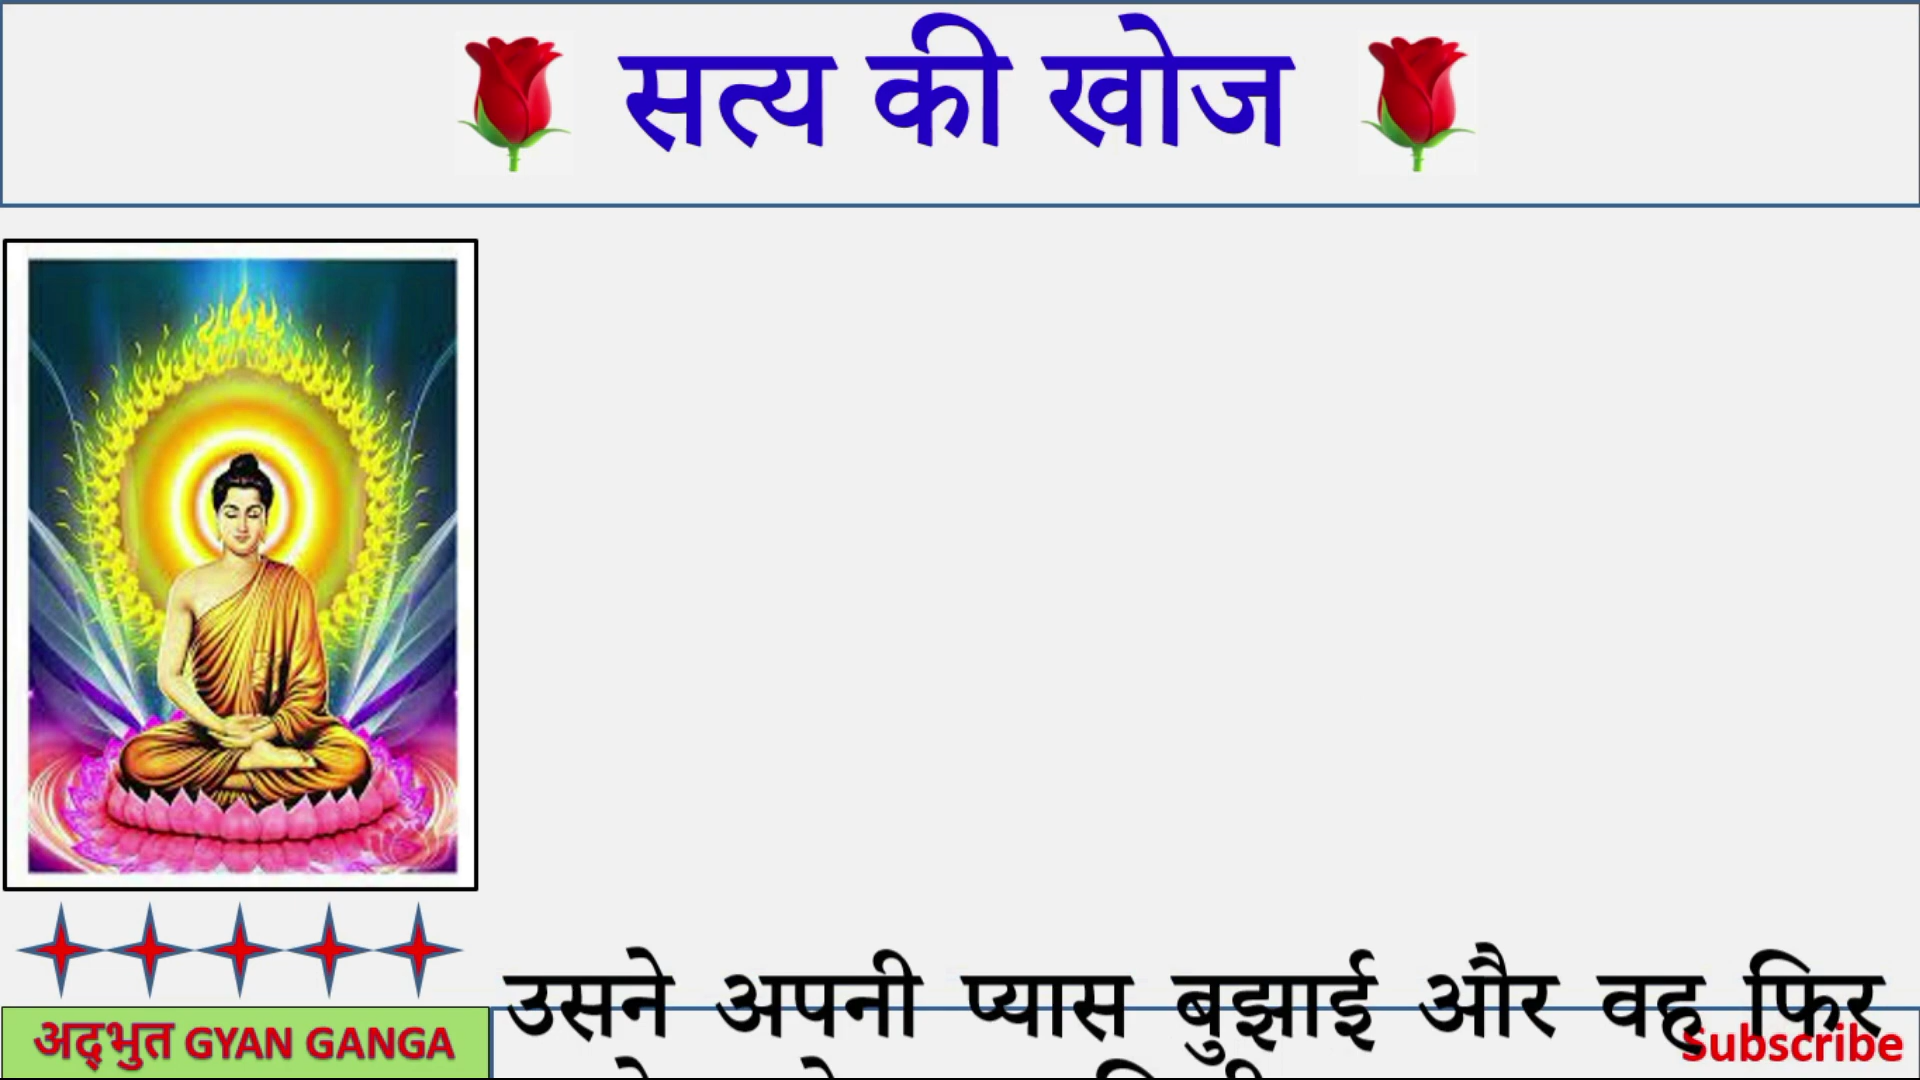 सत्य की खोज
उसने अपनी प्यास बुझाई और वह फिर
अद्भुत GYAN GANGA
Subscribe